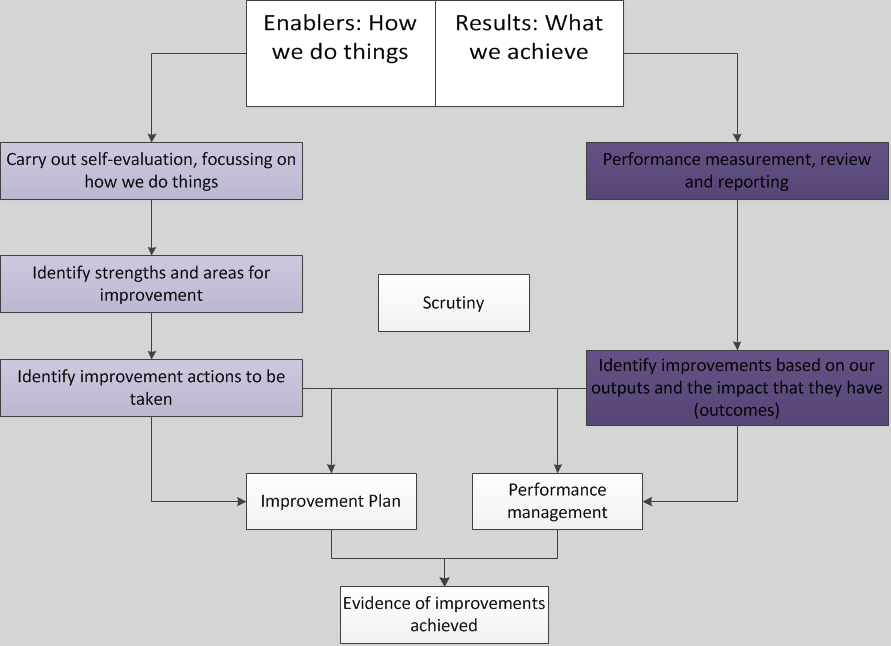 Enablers: How
we do things
Results: What
we achieve
Carry out self-evaluation, focussing on
how we do things
Performance measurement, review
and reporting
Identify strengths and areas for
improvement
Scrutiny
Identify improvement actions to be
taken
Identify improvements based on our
outputs and the impact that they have
(outcomes)
Improvement Plan
Performance
management
Evidence of improvements
achieved